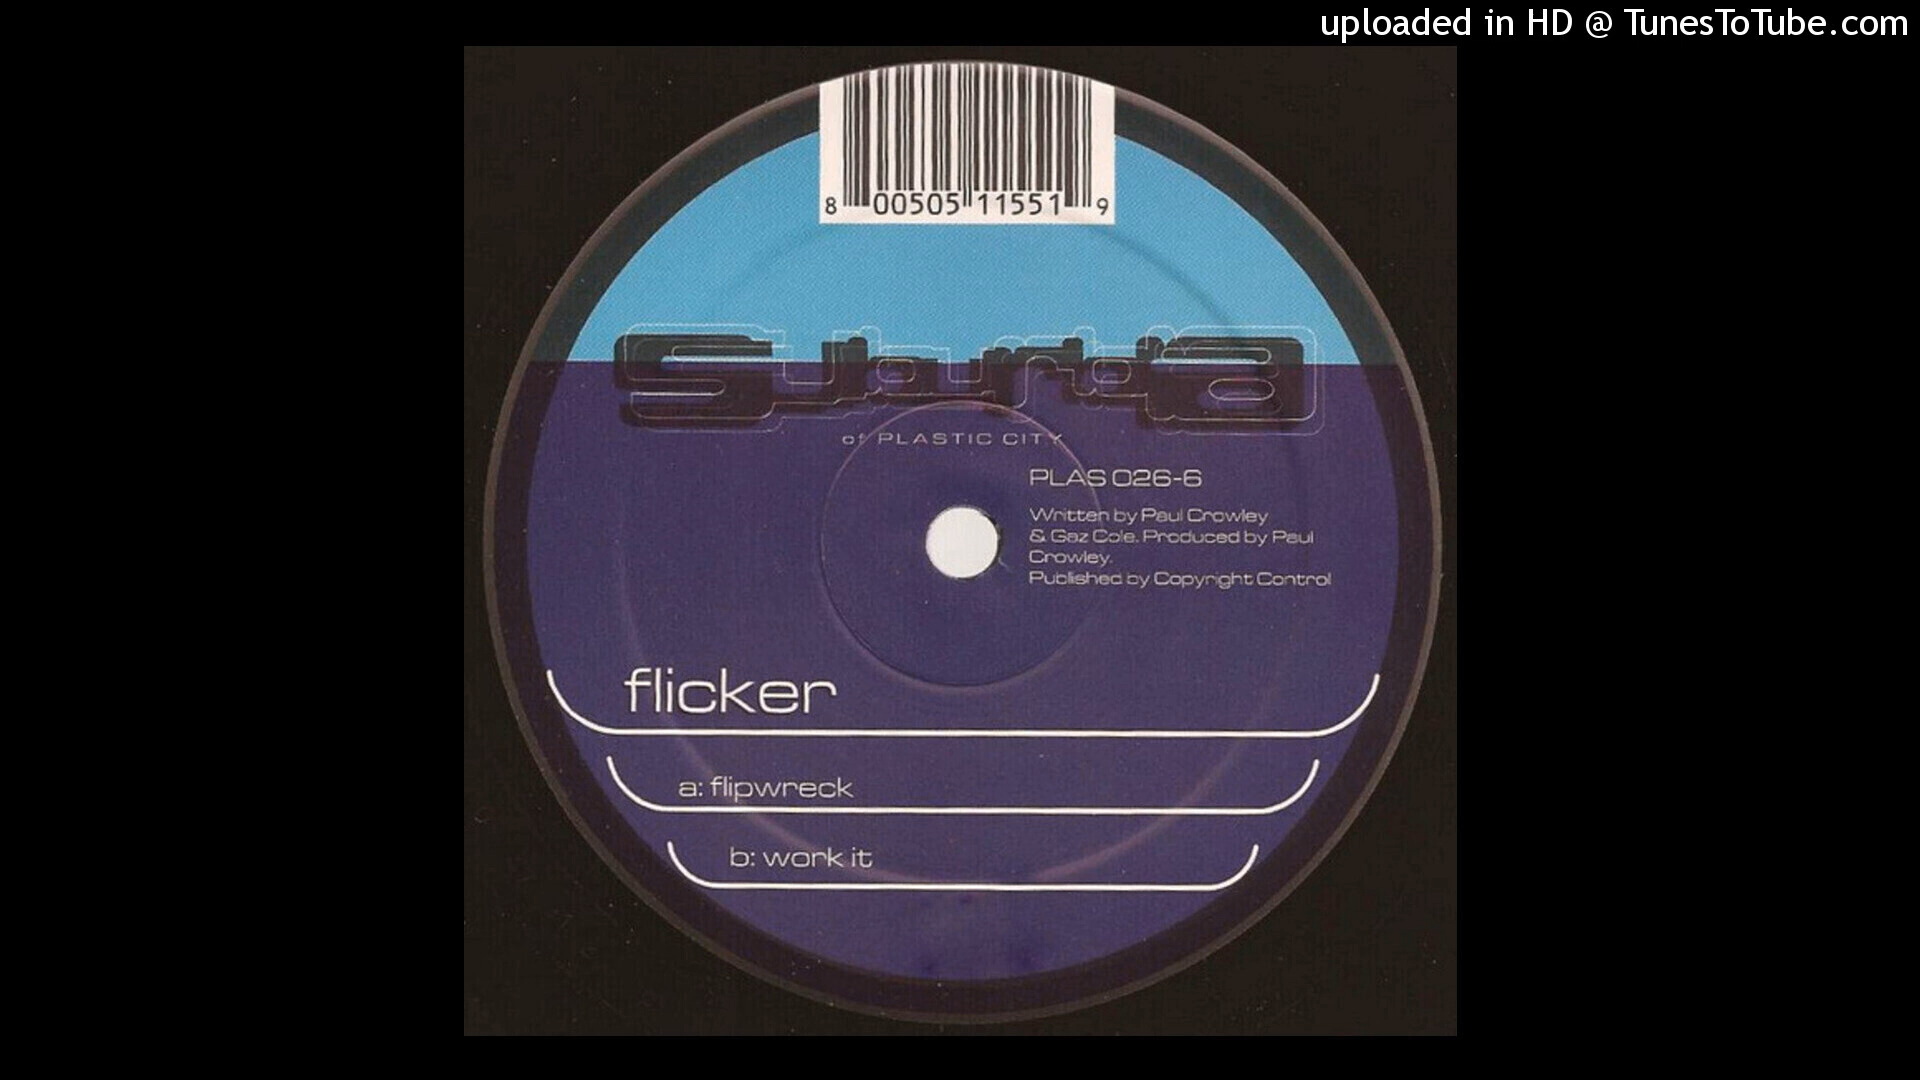 uploaded in HD @ TunesToTube.com
8 00505 11551 9
SuburbA
of PLASTIC CITY
PLAS 026-6
Written by Paul Crowley
& Gaz Cole. Produced by Paul
Crowley.
Published by Copyright Control
flicker
a: flipwreck
b: work it